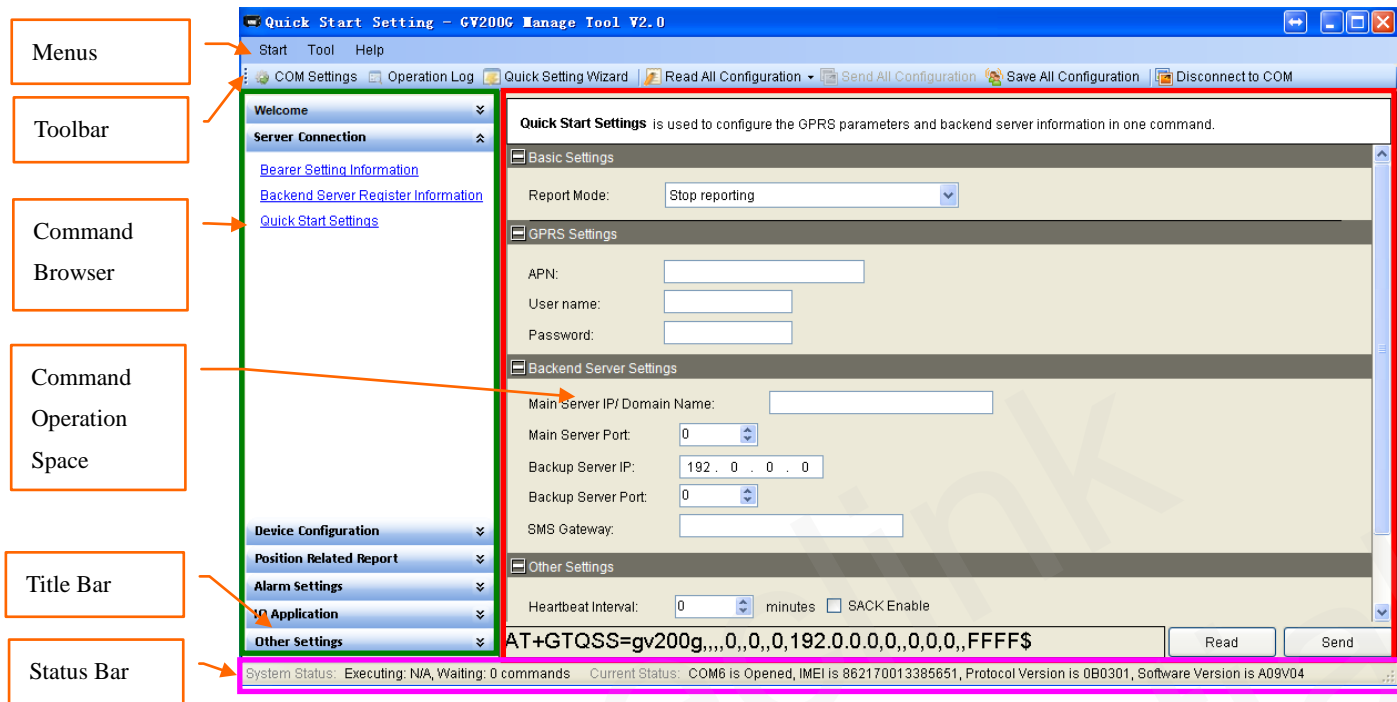 Quick Start Setting - GV200G Manage Tool V2.0
Menus
Start Tool Help
COM Settings Operation Log Quick Setting Wizard Read All Configuration Send All Configuration Save All Configuration Disconnect to COM
Toolbar
Welcome
Server Connection
Bearer Setting Information
Backend Server Register Information
Quick Start Settings
Command
Browser
Quick Start Settings is used to configure the GPRS parameters and backend server information in one command.
Basic Settings
Report Mode: Stop reporting
GPRS Settings
APN:
User name:
Password:
Command
Operation
Space
Backend Server Settings
Main Server IP/ Domain Name:
Main Server Port: 0
Backup Server IP: 192 . 0 . 0 . 0
Backup Server Port: 0
SMS Gateway:
Other Settings
Heartbeat Interval: 0 minutes SACK Enable
Device Configuration
Position Related Report
Alarm Settings
IO Application
Other Settings
Title Bar
AT+GTQSS=gv200g,,,,0,,0,,0,192.0.0.0,0,,0,0,0,,FFFF$
Read Send
Status Bar
System Status: Executing: N/A, Waiting: 0 commands Current Status: COM6 is Opened, IMEI is 862170013385651, Protocol Version is 0B0301, Software Version is A09V04